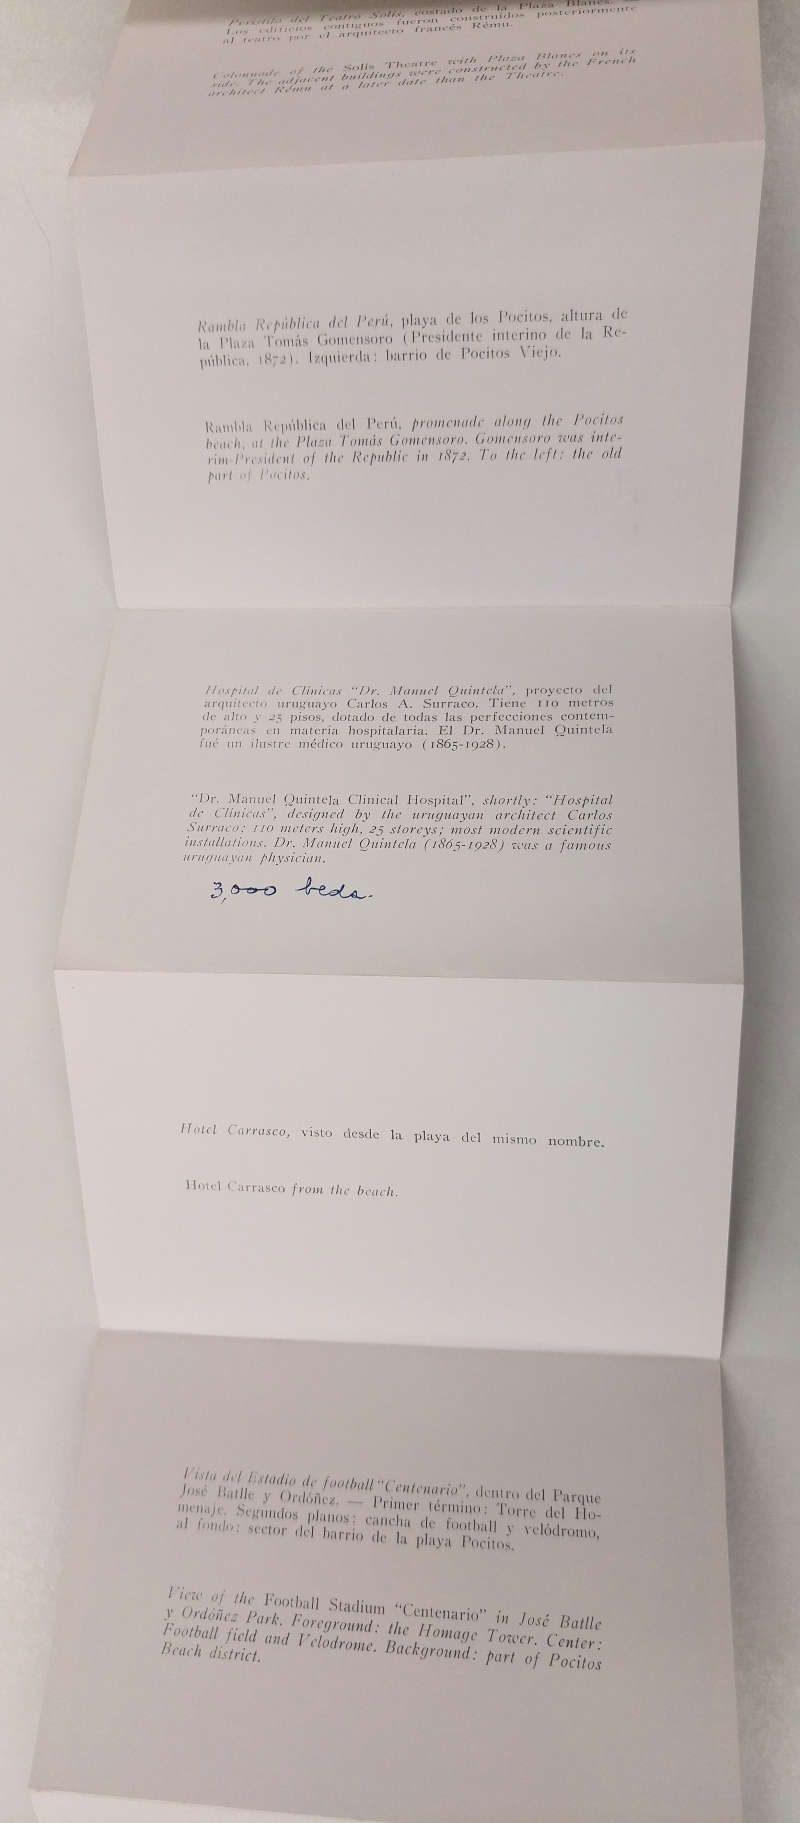 Peristilo del Teatro Solís, costado de la Plaza Blanes. —
Los edificios contiguos fueron construídos posteriormente
al teatro por el arquitecto francés Rému.
Colonnade of the Solís Theatre with Plaza Blanes on its
side. The adjacent buildings were constructed by the French
architect Rému at a later date than the Theatre.
Rambla República del Perú, playa de los Pocitos, altura de
la Plaza Tomás Gomensoro (Presidente interino de la Re-
pública, 1872). Izquierda: barrio de Pocitos Viejo.
Rambla República del Perú, promenade along the Pocitos
beach, at the Plaza Tomás Gomensoro. Gomensoro was inte-
rim-President of the Republic in 1872. To the left: the old
part of Pocitos.
Hospital de Clínicas “Dr. Manuel Quintela”, proyecto del
arquitecto uruguayo Carlos A. Surraco. Tiene 110 metros
de alto y 25 pisos, dotado de todas las perfecciones contem-
poráneas en materia hospitalaria. El Dr. Manuel Quintela
fué un ilustre médico uruguayo (1865-1928).
“Dr. Manuel Quintela Clinical Hospital”, shortly: “Hospital
de Clínicas”, designed by the uruguayan architect Carlos
Surraco; 110 meters high, 25 storeys; most modern scientific
installations. Dr. Manuel Quintela (1865-1928) was a famous
uruguayan physician.
3,000 beds.
Hotel Carrasco, visto desde la playa del mismo nombre.
Hotel Carrasco from the beach.
Vista del Estadio de football “Centenario”, dentro del Parque
José Batlle y Ordóñez. — Primer término: Torre del Ho-
menaje. Segundos planos: cancha de football y velódromo,
al fondo: sector del barrio de la playa Pocitos.
View of the Football Stadium “Centenario” in José Batlle
y Ordóñez Park. Foreground: the Homage Tower. Center:
Football field and Velodrome. Background: part of Pocitos
Beach district.